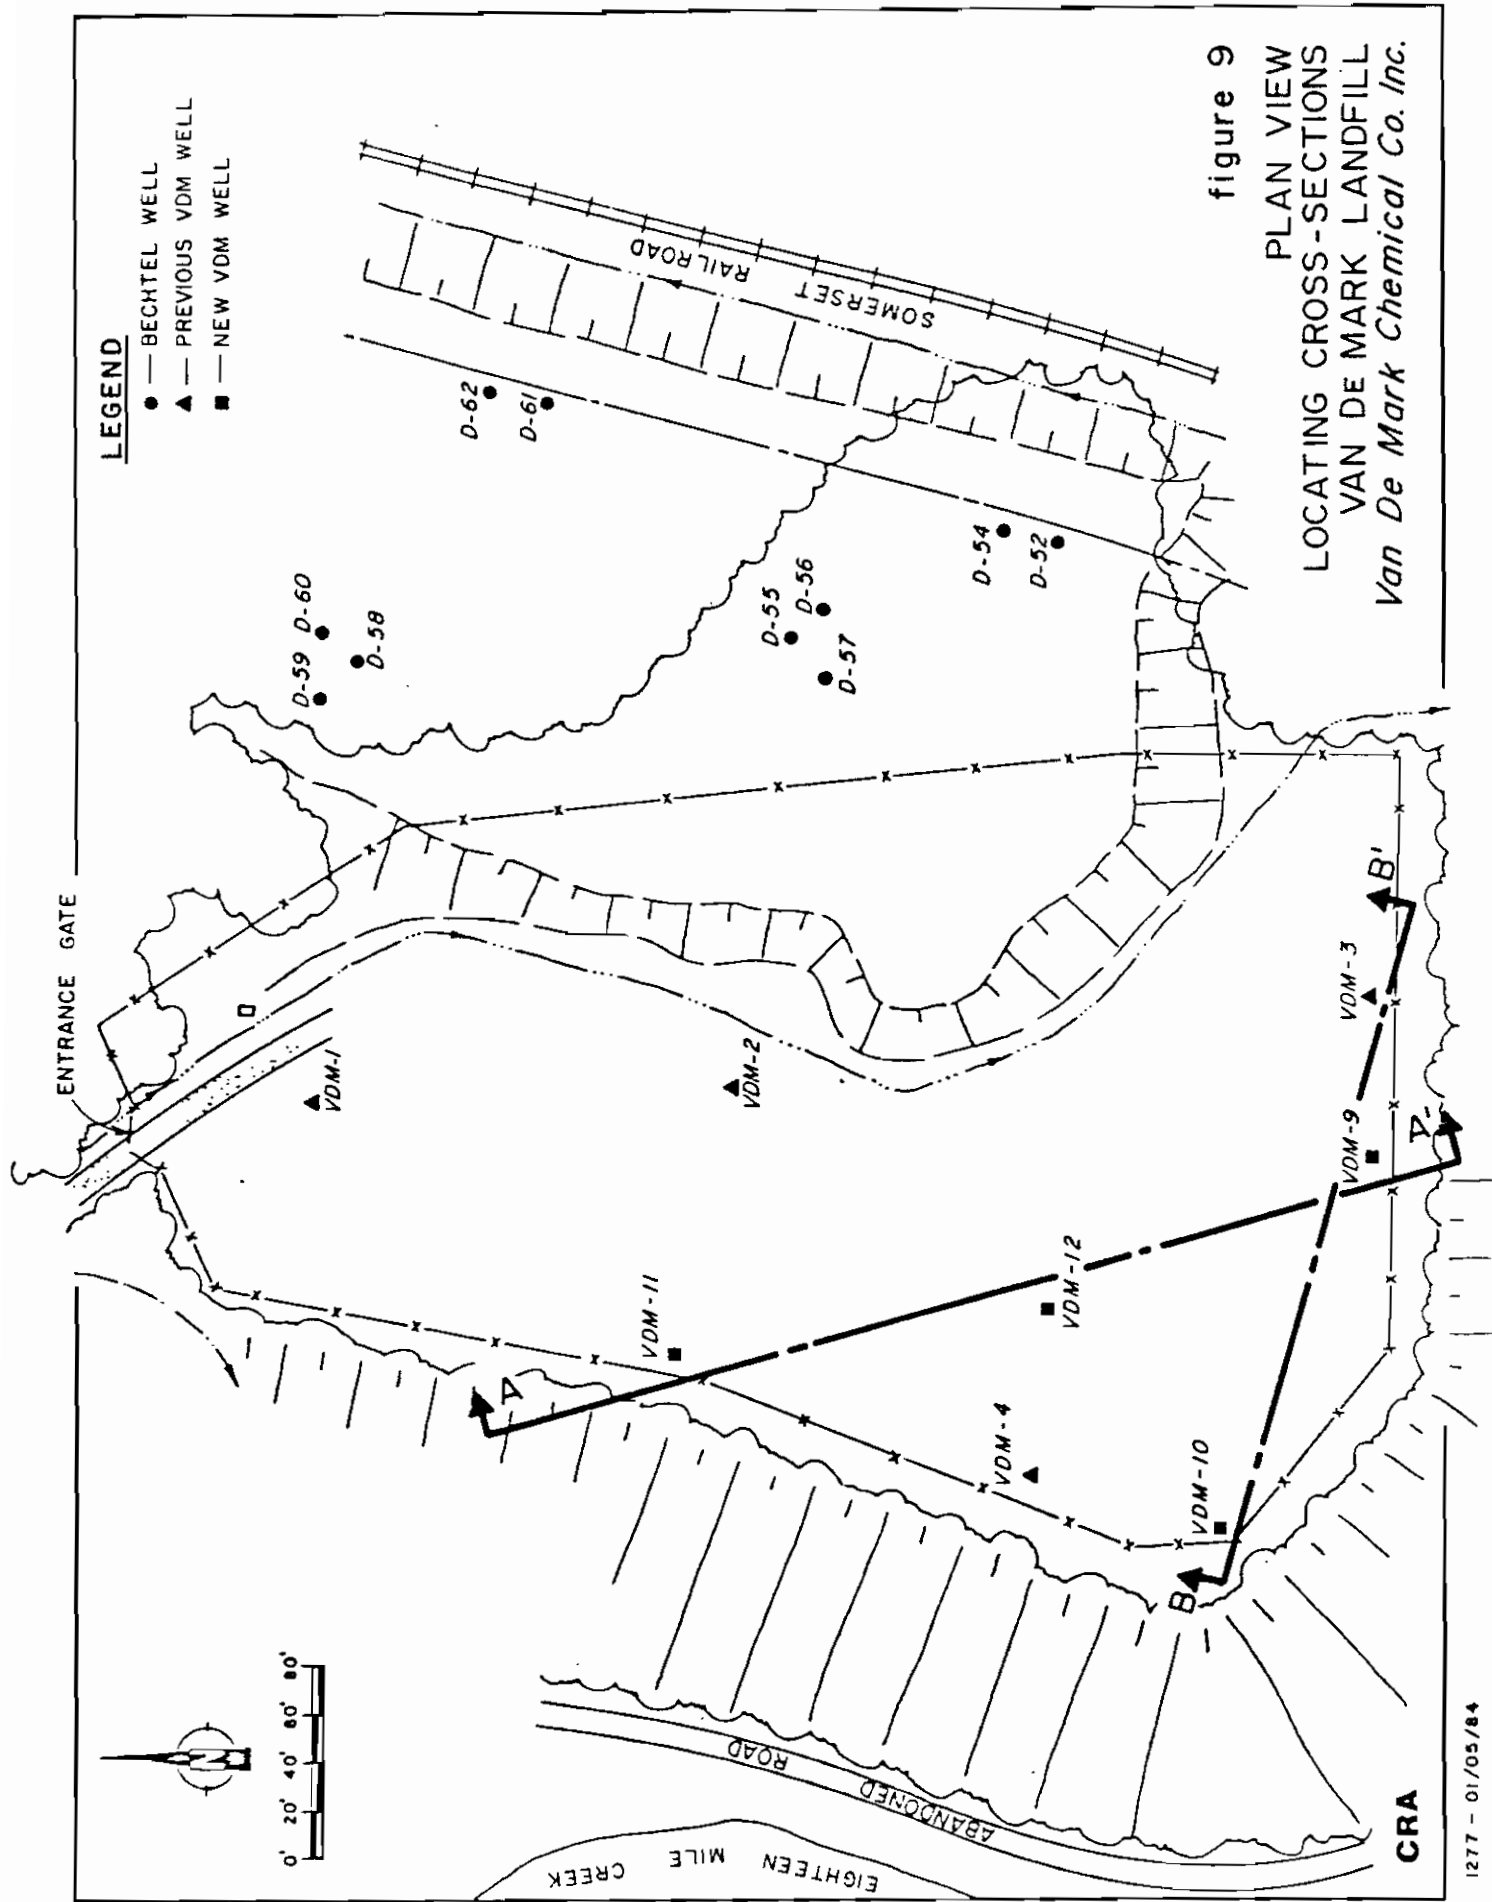 LEGEND
● — BECHTEL WELL
▲ — PREVIOUS VDM WELL
■ — NEW VDM WELL
ENTRANCE GATE
D-62
D-61
D-60
D-59
D-58
D-55
D-56
D-57
D-54
D-52
SOMERSET
RAILROAD
VDM-1
VDM-2
VDM-11
VDM-12
VDM-4
VDM-10
VDM-9
VDM-3
A
A'
B
B'
N
0' 20' 40' 60' 80'
ABANDONED
ROAD
EIGHTEEN MILE CREEK
figure 9
PLAN VIEW
LOCATING CROSS-SECTIONS
VAN DE MARK LANDFILL
Van De Mark Chemical Co. Inc.
CRA
1277 - 01/05/84